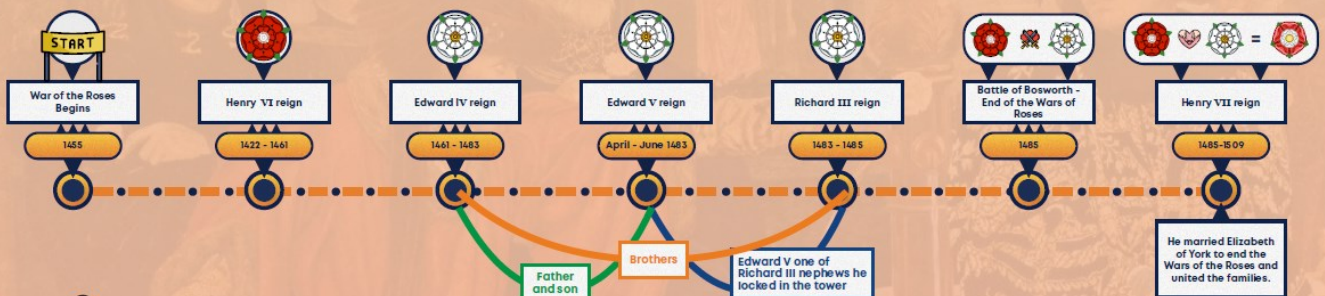 START
War of the Roses
Begins
1455
Henry VI reign
1422 - 1461
Edward IV reign
1461 - 1483
Edward V reign
April - June 1483
Richard III reign
1483 - 1485
=
Battle of Bosworth -
End of the Wars of
Roses
1485
Henry VII reign
1485-1509
He married Elizabeth
of York to end the
Wars of the Roses and
united the families.
Brothers
Father
and son
Edward V one of
Richard III nephews he
locked in the tower